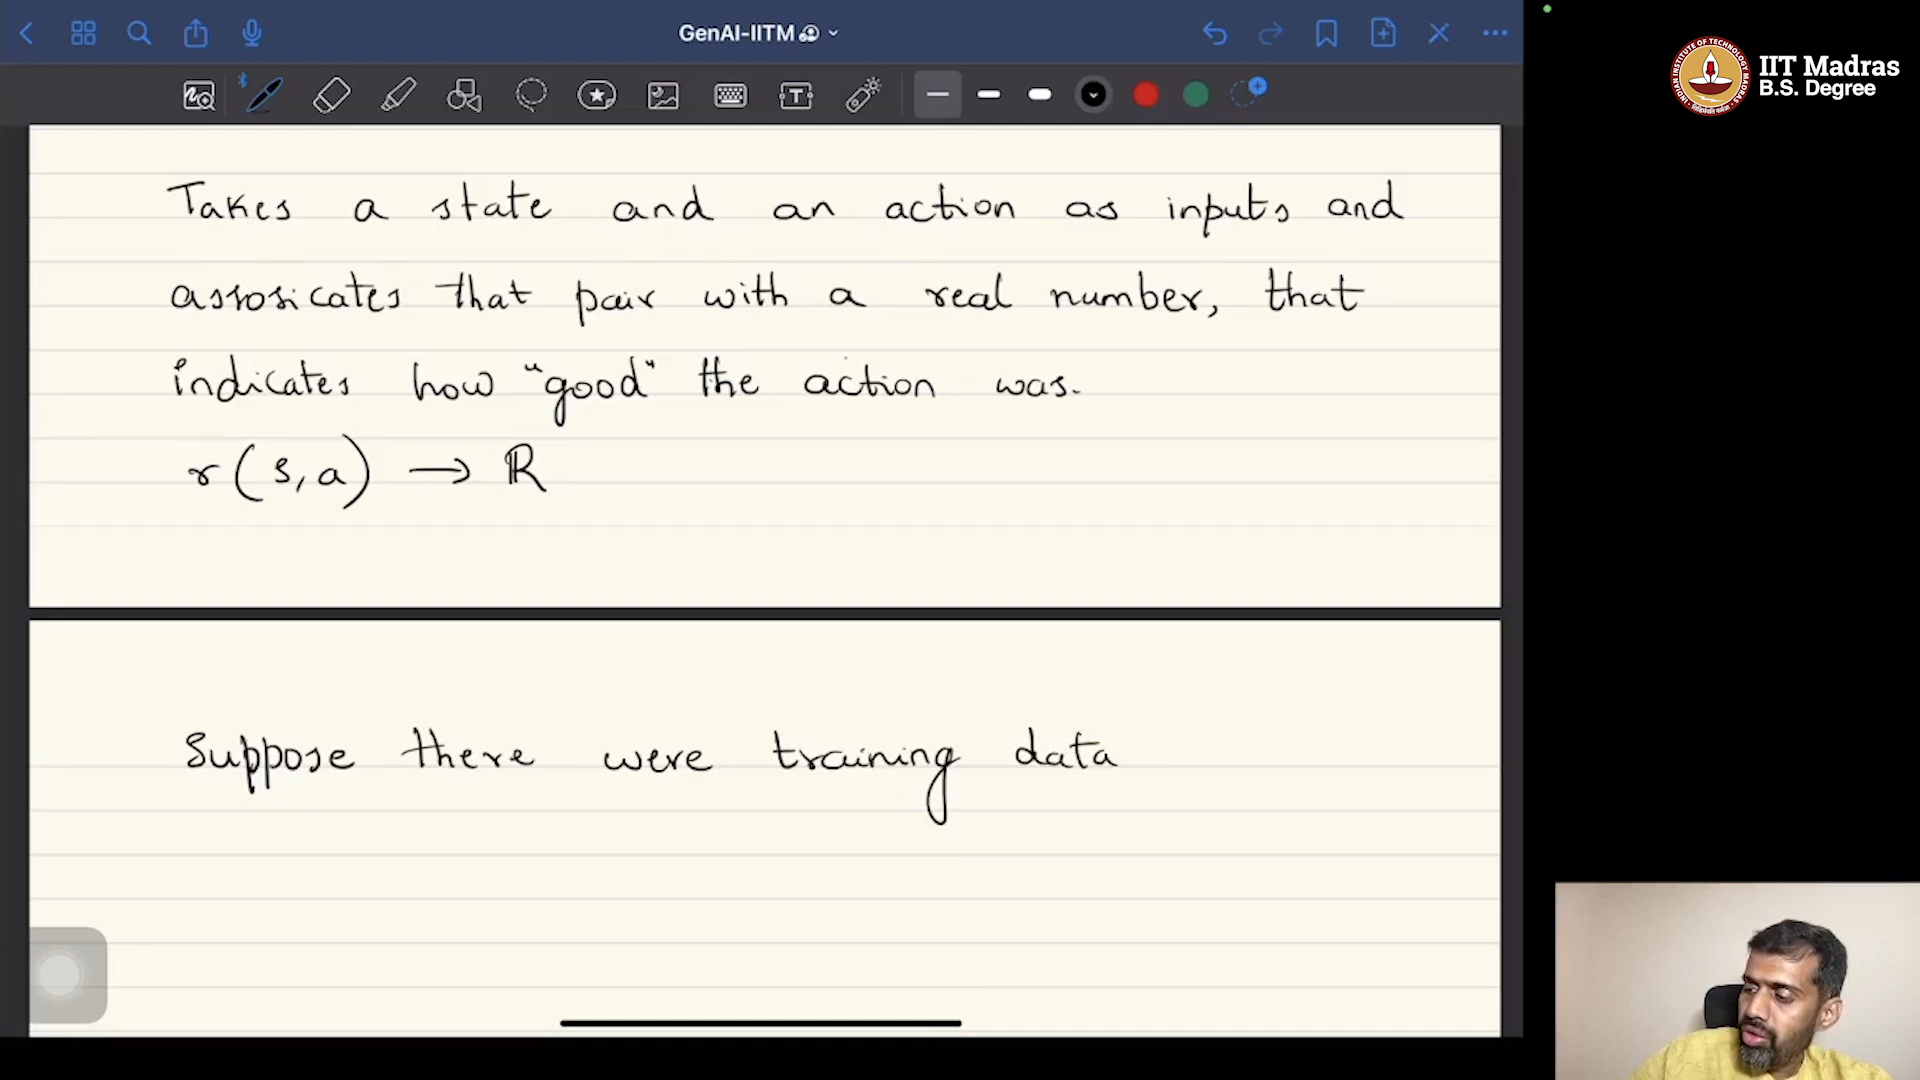 GenAI-IITM
IIT Madras
B.S. Degree
Takes a state and an action as inputs and
assosicates that pair with a real number, that
indicates how "good" the action was.
r(s,a) → ℝ
Suppose there were training data